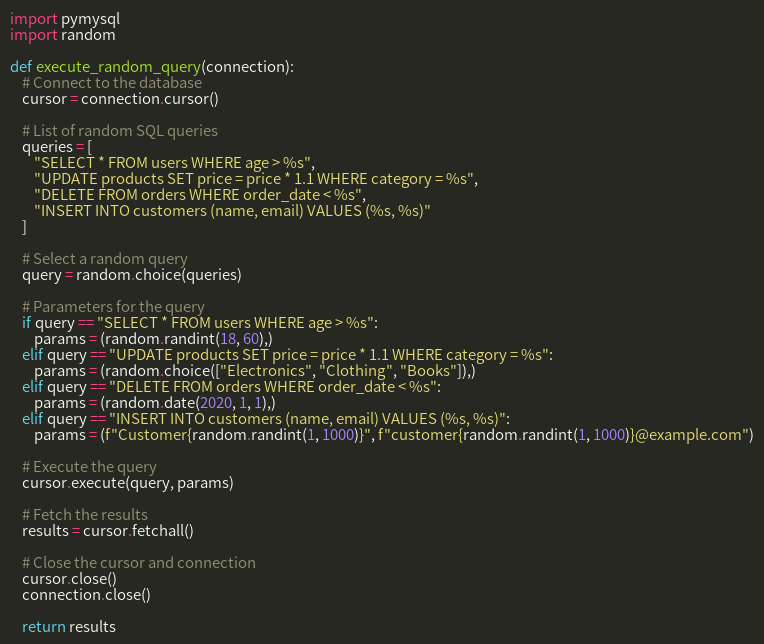 import pymysql
import random

def execute_random_query(connection):
    # Connect to the database
    cursor = connection.cursor()

    # List of random SQL queries
    queries = [
        "SELECT * FROM users WHERE age > %s",
        "UPDATE products SET price = price * 1.1 WHERE category = %s",
        "DELETE FROM orders WHERE order_date < %s",
        "INSERT INTO customers (name, email) VALUES (%s, %s)"
    ]

    # Select a random query
    query = random.choice(queries)

    # Parameters for the query
    if query == "SELECT * FROM users WHERE age > %s":
        params = (random.randint(18, 60),)
    elif query == "UPDATE products SET price = price * 1.1 WHERE category = %s":
        params = (random.choice(["Electronics", "Clothing", "Books"]),)
    elif query == "DELETE FROM orders WHERE order_date < %s":
        params = (random.date(2020, 1, 1),)
    elif query == "INSERT INTO customers (name, email) VALUES (%s, %s)":
        params = (f"Customer{random.randint(1, 1000)}", f"customer{random.randint(1, 1000)}@example.com")

    # Execute the query
    cursor.execute(query, params)

    # Fetch the results
    results = cursor.fetchall()

    # Close the cursor and connection
    cursor.close()
    connection.close()

    return results